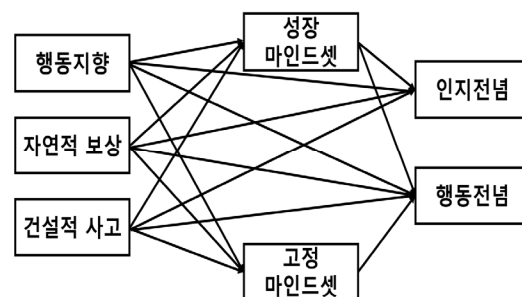 성장
마인드셋
행동지향
인지전념
자연적 보상
행동전념
건설적 사고
고정
마인드셋